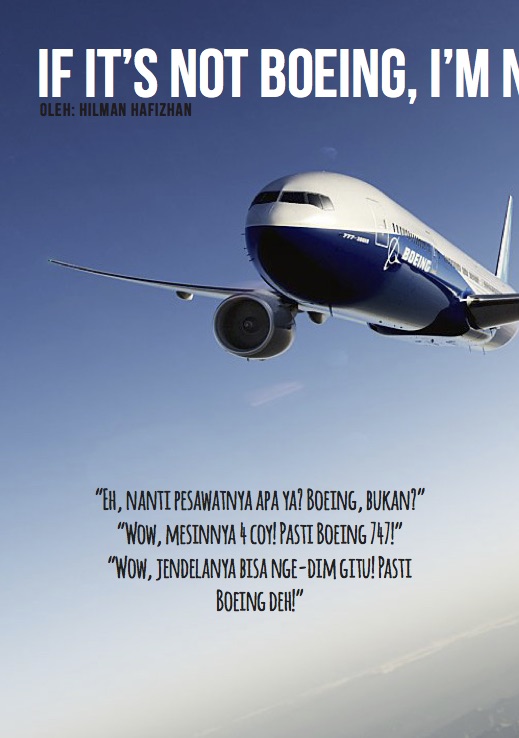 IF IT'S NOT BOEING, I'M N
OLEH: HILMAN HAFIZHAN
BOEING
"EH, NANTI PESAWATNYA APA YA? BOEING, BUKAN?"
"WOW, MESINNYA 4 COY! PASTI BOEING 747!"
"WOW, JENDELANYA BISA NGE-DIM GITU! PASTI
BOEING DEH!"